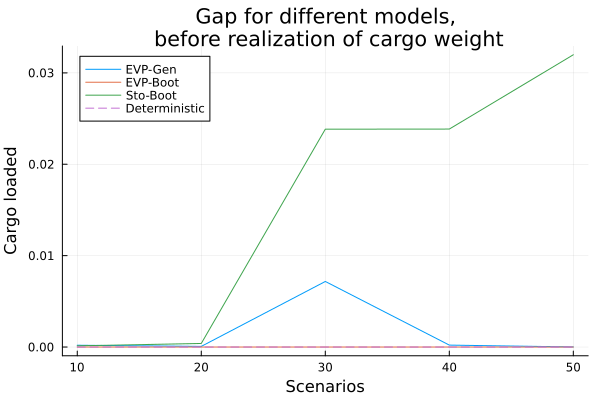 Gap for different models,
before realization of cargo weight
EVP-Gen
EVP-Boot
Sto-Boot
Deterministic
Cargo loaded
0.03
0.02
0.01
0.00
10
20
30
40
50
Scenarios